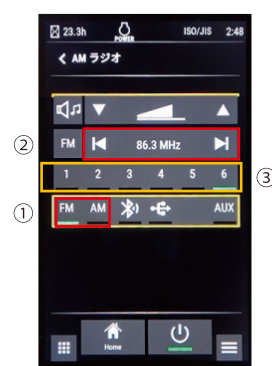 23.3h POWER ISO/JIS 2:48
< AM ラジオ
② FM 86.3 MHz
1 2 3 4 5 6 ③
① FM AM AUX
Home